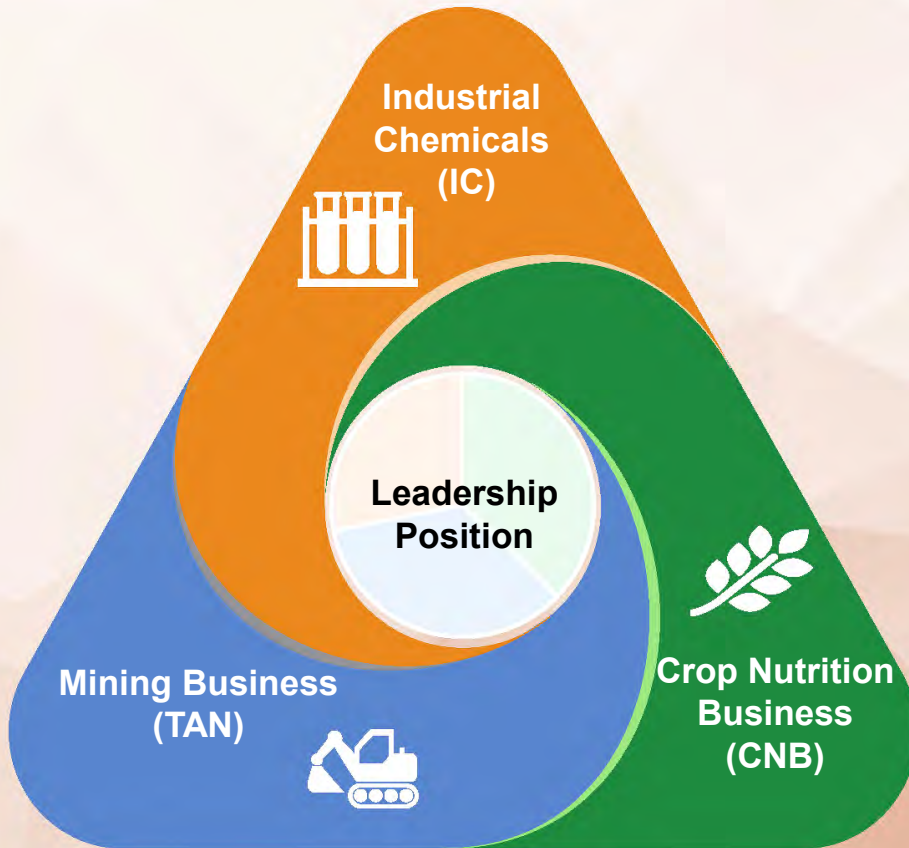 Industrial
Chemicals
(IC)
Leadership
Position
Mining Business
(TAN)
Crop Nutrition
Business
(CNB)